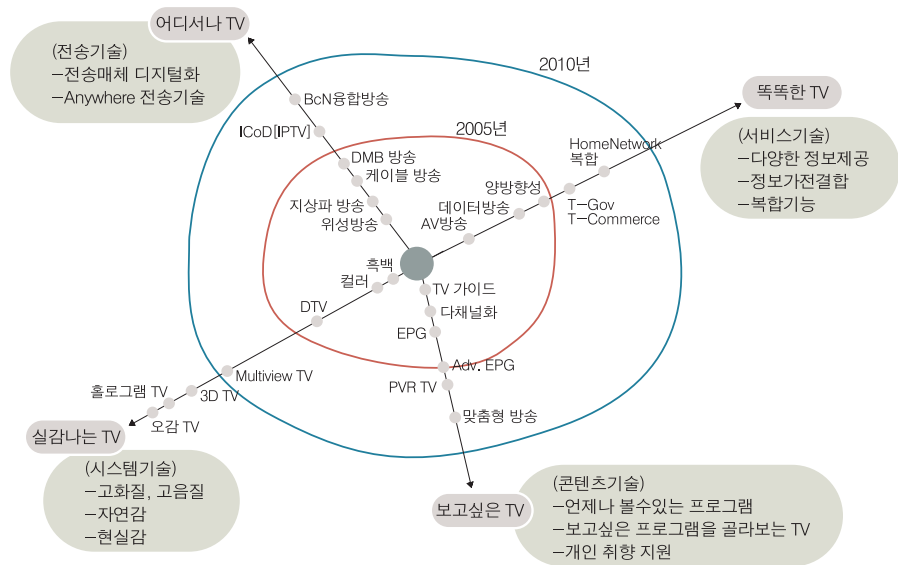 어디서나 TV
(전송기술)
–전송매체 디지털화
–Anywhere 전송기술
2010년
2005년
똑똑한 TV
(서비스기술)
–다양한 정보제공
–정보가전결합
–복합기능
BcN융합방송
ICoD[IPTV]
DMB 방송
케이블 방송
지상파 방송
위성방송
HomeNetwork
복합
양방향성
T–Gov
T–Commerce
데이터방송
AV방송
흑백
컬러
DTV
Multiview TV
3D TV
홀로그램 TV
오감 TV
TV 가이드
다채널화
EPG
Adv. EPG
PVR TV
맞춤형 방송
실감나는 TV
(시스템기술)
–고화질, 고음질
–자연감
–현실감
보고싶은 TV
(콘텐츠기술)
–언제나 볼수있는 프로그램
–보고싶은 프로그램을 골라보는 TV
–개인 취향 지원